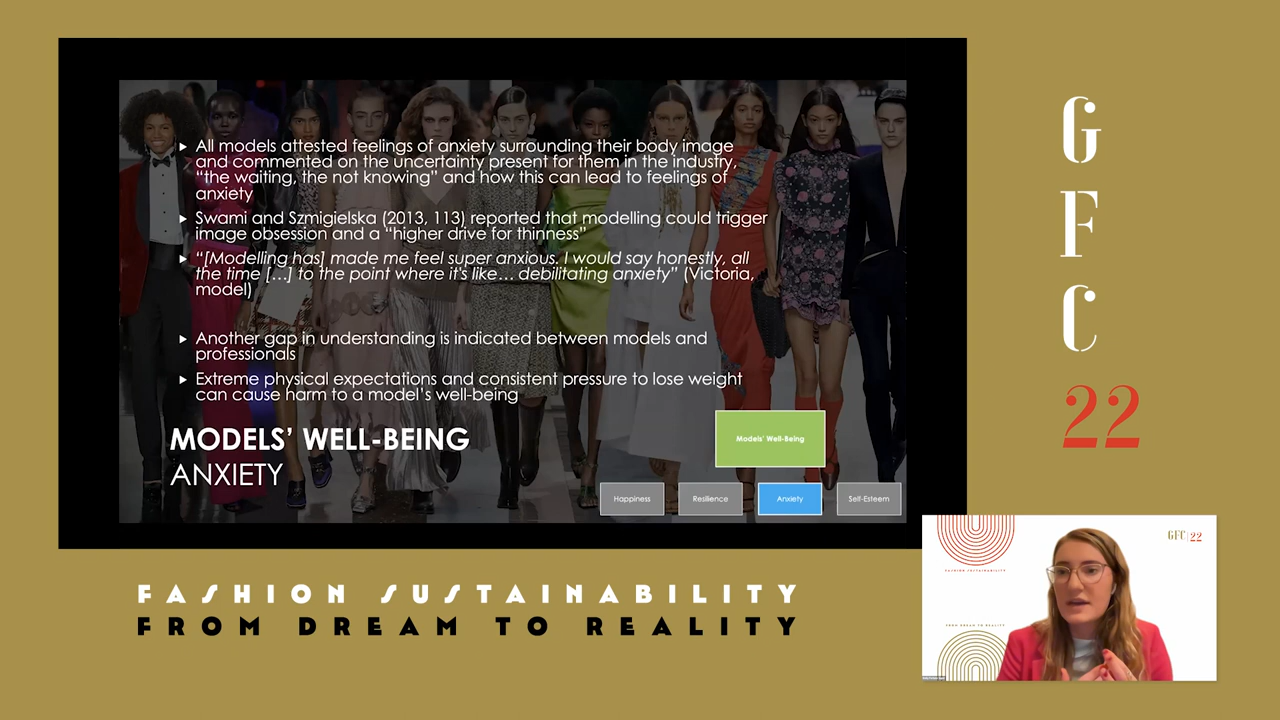 All models attested feelings of anxiety surrounding their body image
and commented on the uncertainty present for them in the industry,
“the waiting, the not knowing” and how this can lead to feelings of
anxiety
Swami and Szmigielska (2013, 113) reported that modelling could trigger
image obsession and a “higher drive for thinness”
“[Modelling has] made me feel super anxious. I would say honestly, all
the time […] to the point where it's like… debilitating anxiety” (Victoria,
model)
Another gap in understanding is indicated between models and
professionals
Extreme physical expectations and consistent pressure to lose weight
can cause harm to a model’s well-being
MODELS’ WELL-BEING
ANXIETY
Models’ Well-Being
Happiness
Resilience
Anxiety
Self-Esteem
G
F
C
22
FASHION SUSTAINABILITY
FROM DREAM TO REALITY
GFC 22
FASHION SUSTAINABILITY
FROM DREAM TO REALITY